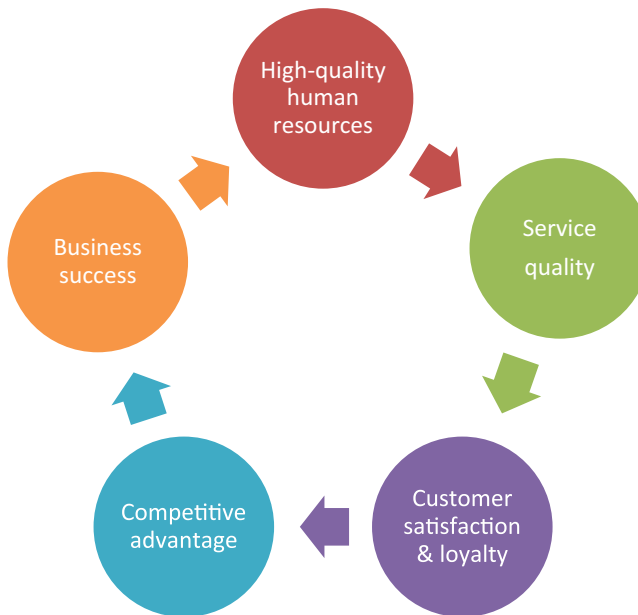 High-quality
human
resources
Service
quality
Customer
satisfaction
& loyalty
Competitive
advantage
Business
success